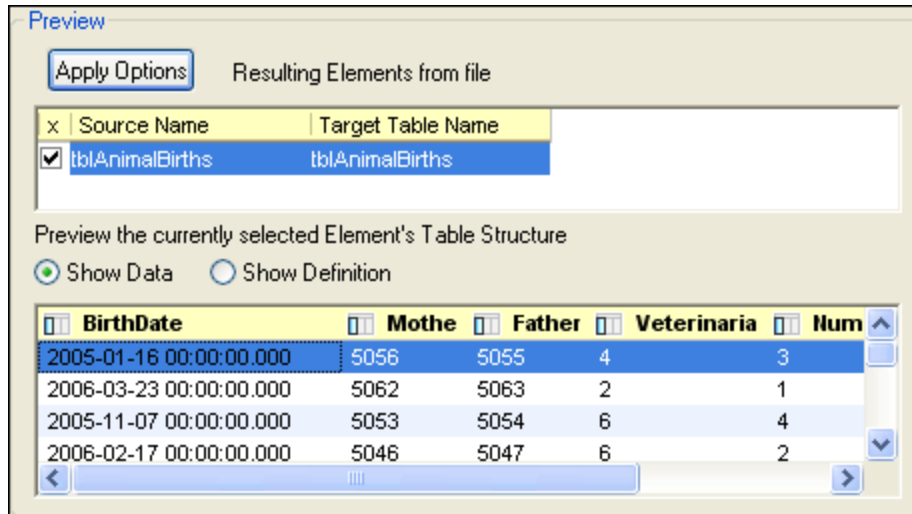 Preview
Apply Options Resulting Elements from file
x Source Name Target Table Name
tblAnimalBirths tblAnimalBirths
Preview the currently selected Element's Table Structure
Show Data Show Definition
BirthDate Mothe Father Veterinaria Num
2005-01-16 00:00:00.000 5056 5055 4 3
2006-03-23 00:00:00.000 5062 5063 2 1
2005-11-07 00:00:00.000 5053 5054 6 4
2006-02-17 00:00:00.000 5046 5047 6 2